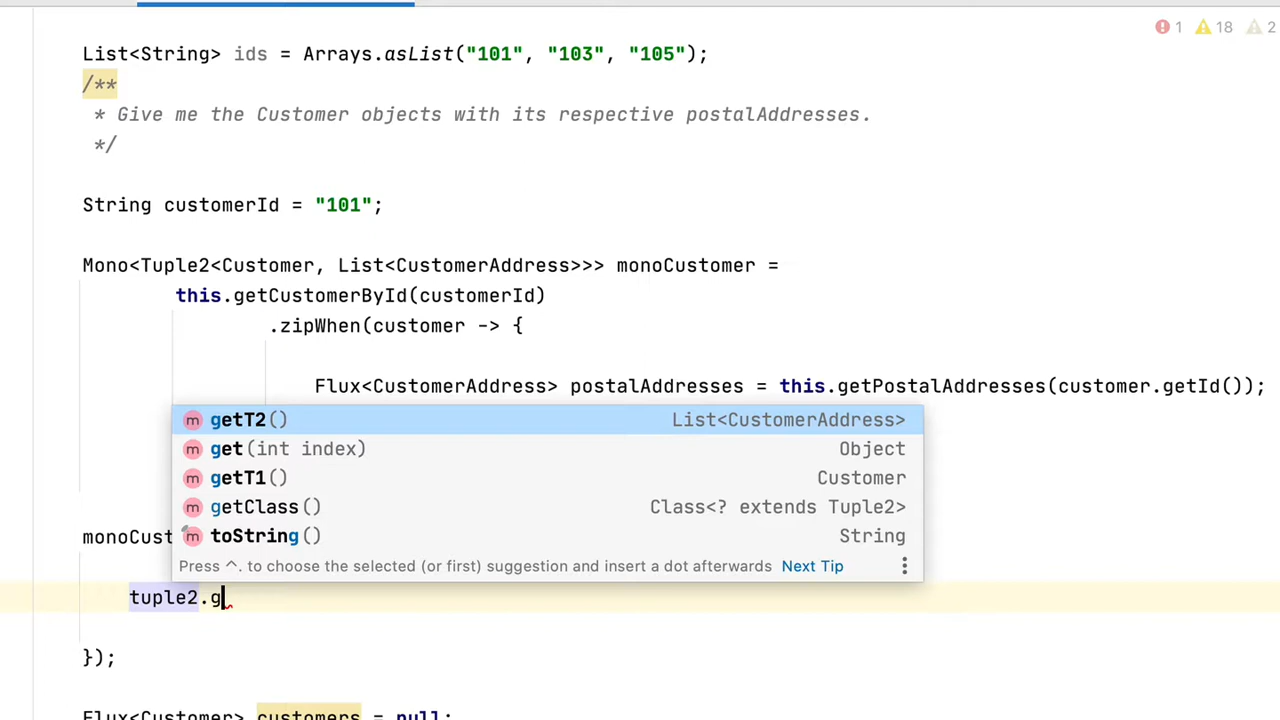 1 18 2
List<String> ids = Arrays.asList("101", "103", "105");
/**
* Give me the Customer objects with its respective postalAddresses.
*/
String customerId = "101";
Mono<Tuple2<Customer, List<CustomerAddress>>> monoCustomer =
this.getCustomerById(customerId)
.zipWhen(customer -> {
Flux<CustomerAddress> postalAddresses = this.getPostalAddresses(customer.getId());
m getT2() List<CustomerAddress>
m get(int index) Object
m getT1() Customer
m getClass() Class<? extends Tuple2>
m toString() String
Press ^. to choose the selected (or first) suggestion and insert a dot afterwards Next Tip
monoCust
tuple2.g
});
Flux<Customer> customers = null;